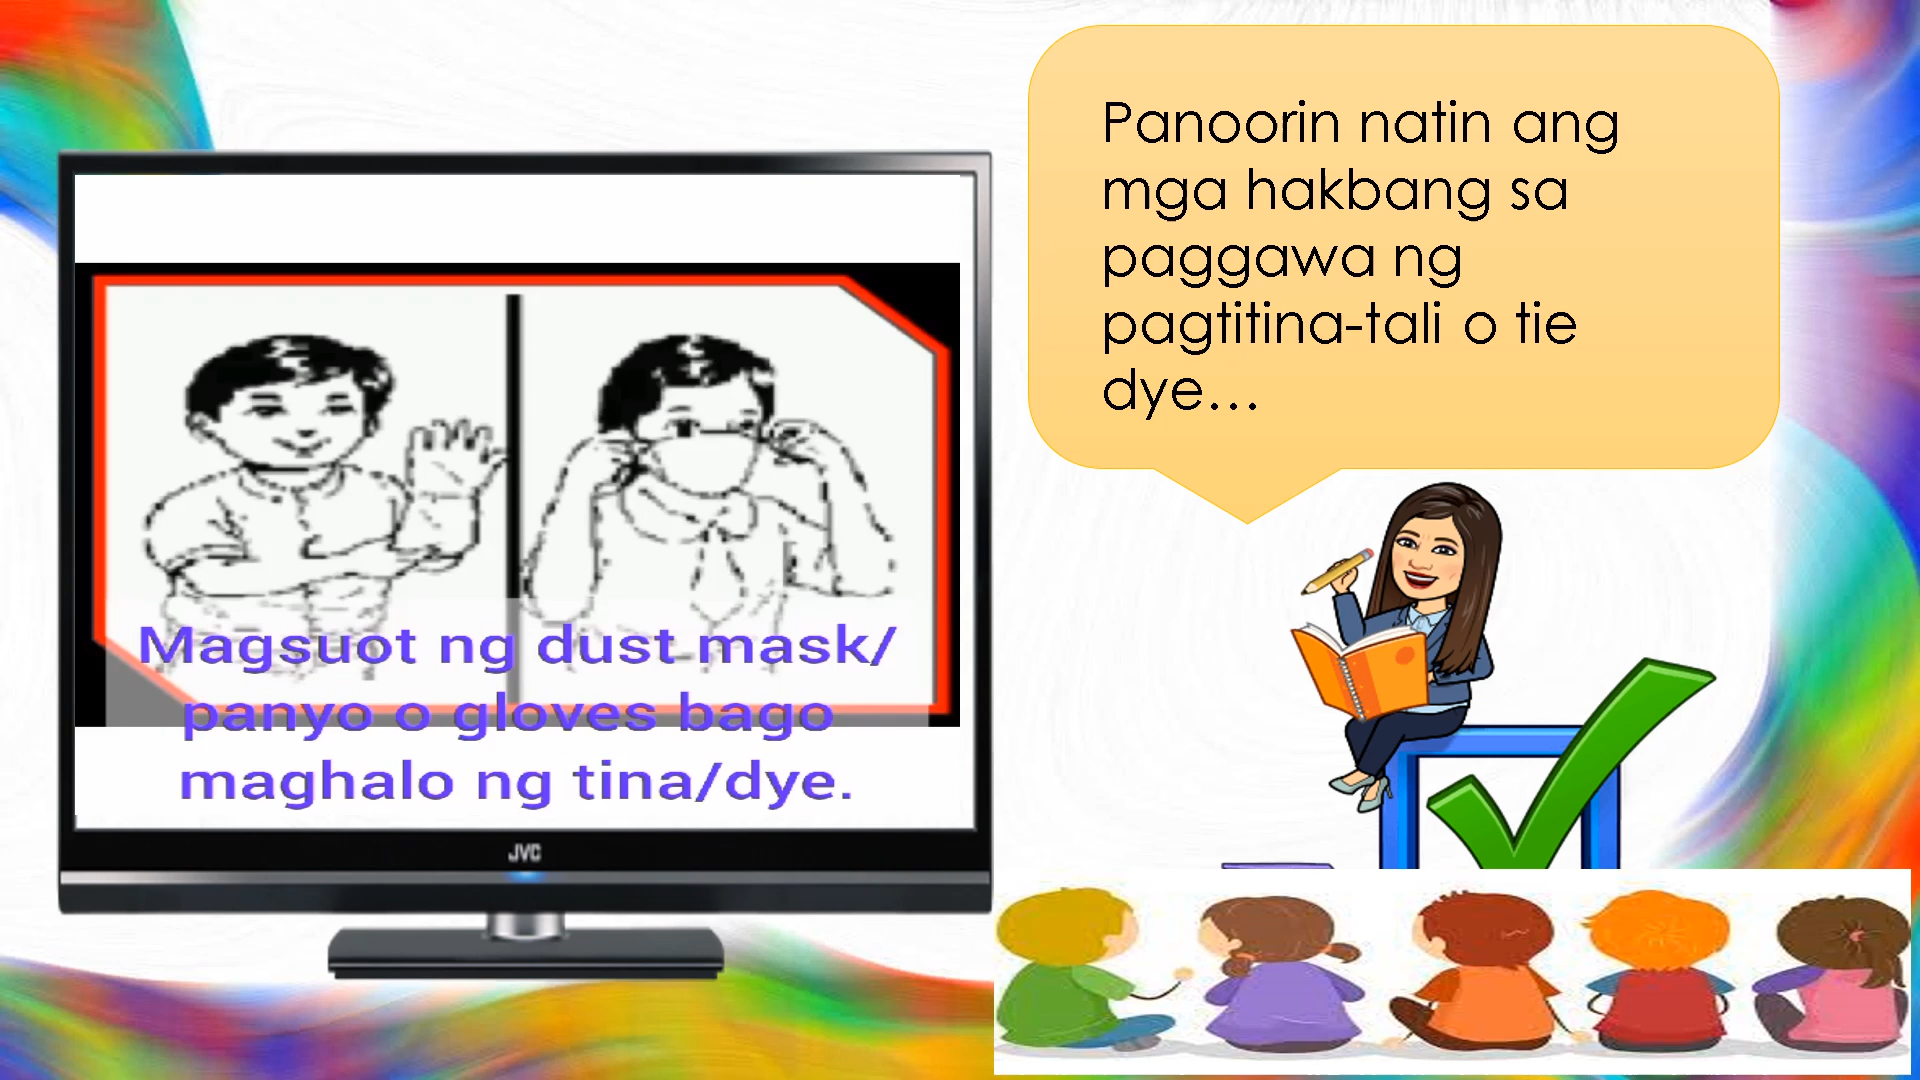 Panoorin natin ang
mga hakbang sa
paggawa ng
pagtitina-tali o tie
dye…
Magsuot ng dust mask/
panyo o gloves bago
maghalo ng tina/dye.
JVC